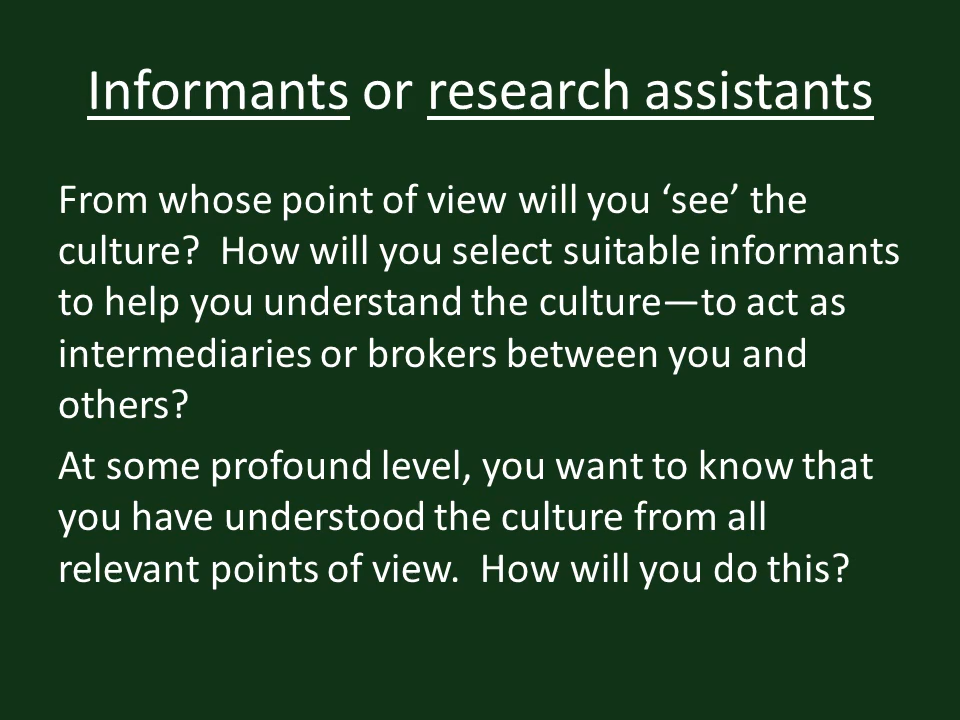 Informants or research assistants
From whose point of view will you ‘see’ the
culture?  How will you select suitable informants
to help you understand the culture—to act as
intermediaries or brokers between you and
others?
At some profound level, you want to know that
you have understood the culture from all
relevant points of view.  How will you do this?